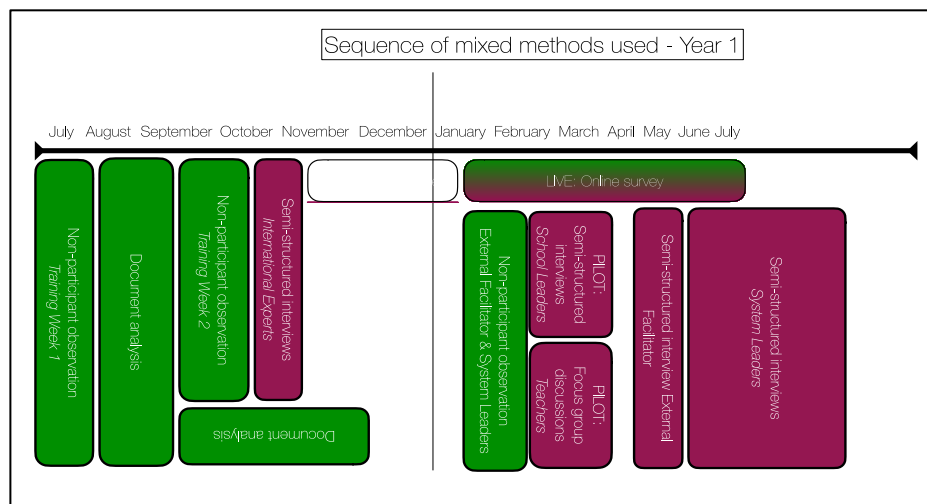 Sequence of mixed methods used - Year 1
July August September October November December January February March April May June July
LIVE: Online survey
Non-participant observation
Training Week 1
Document analysis
Non-participant observation
Training Week 2
Semi-structured interviews
International Experts
Document analysis
Non-participant observation
External Facilitator & System Leaders
PILOT:
Semi-structured
interviews
School Leaders
PILOT:
Focus group
discussions
Teachers
Semi-structured interview External
Facilitator
Semi-structured interviews
System Leaders